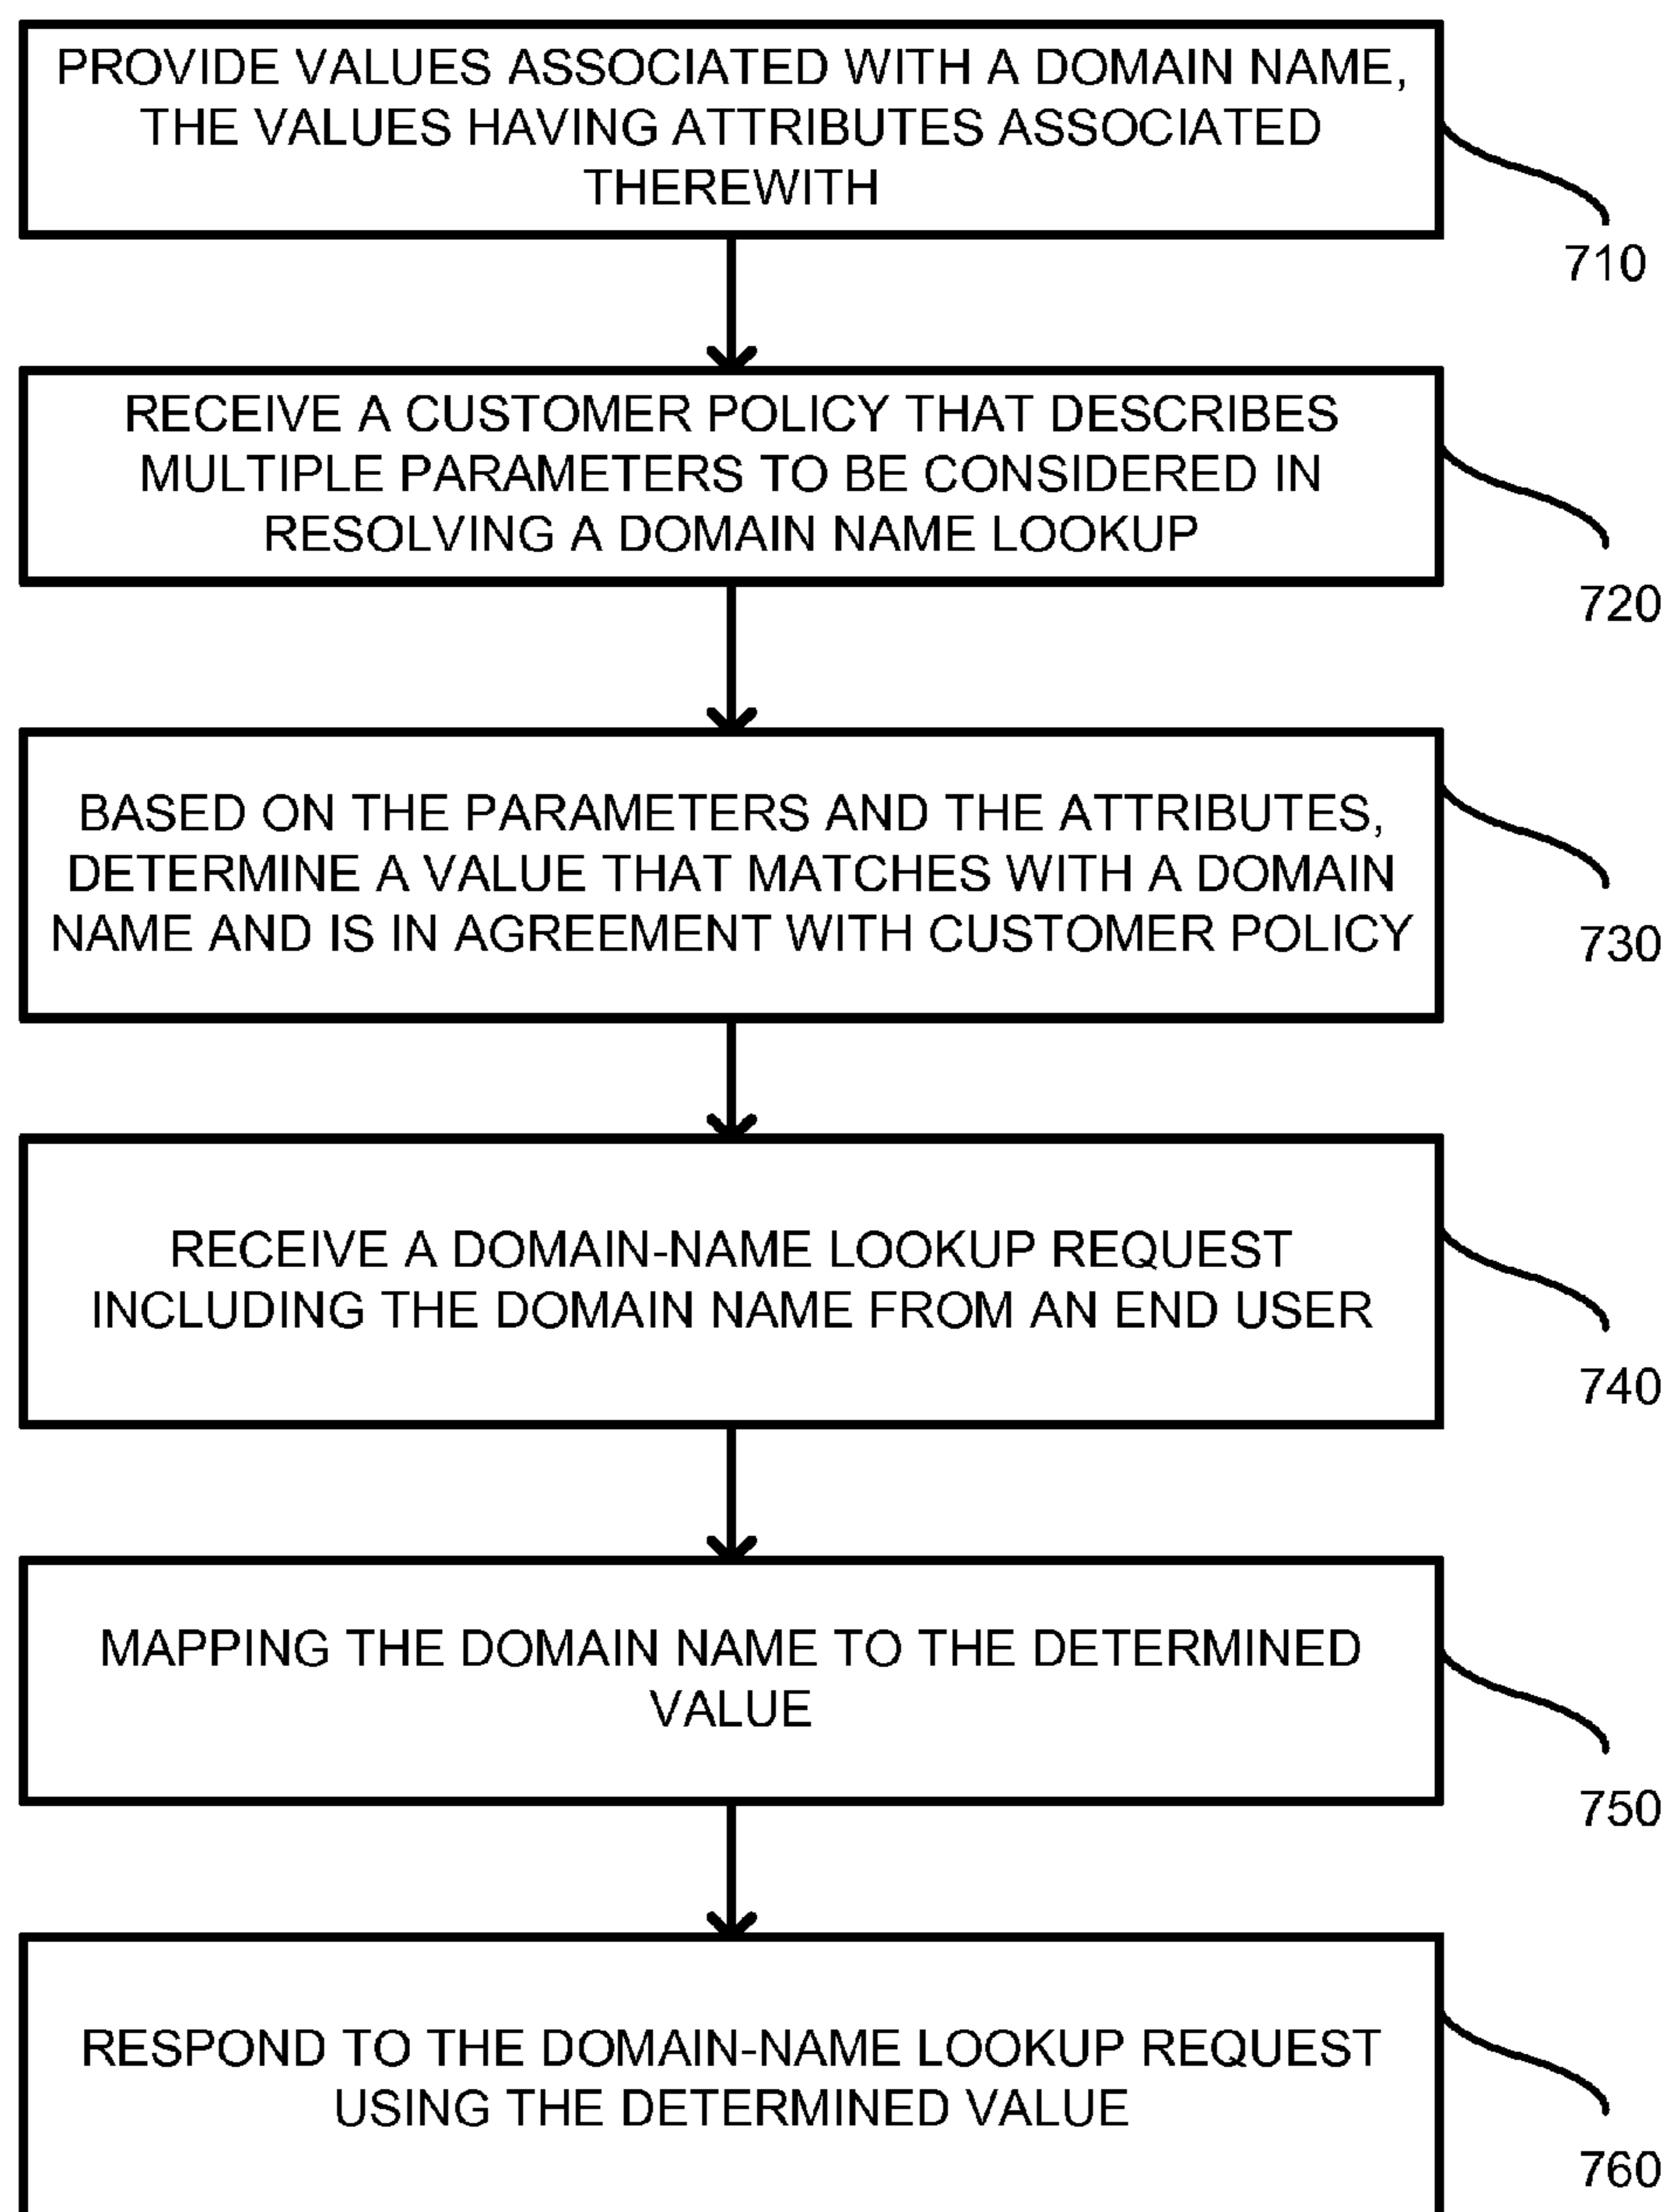 PROVIDE VALUES ASSOCIATED WITH A DOMAIN NAME,
THE VALUES HAVING ATTRIBUTES ASSOCIATED
THEREWITH
710
RECEIVE A CUSTOMER POLICY THAT DESCRIBES
MULTIPLE PARAMETERS TO BE CONSIDERED IN
RESOLVING A DOMAIN NAME LOOKUP
720
BASED ON THE PARAMETERS AND THE ATTRIBUTES,
DETERMINE A VALUE THAT MATCHES WITH A DOMAIN
NAME AND IS IN AGREEMENT WITH CUSTOMER POLICY
730
RECEIVE A DOMAIN-NAME LOOKUP REQUEST
INCLUDING THE DOMAIN NAME FROM AN END USER
740
MAPPING THE DOMAIN NAME TO THE DETERMINED
VALUE
750
RESPOND TO THE DOMAIN-NAME LOOKUP REQUEST
USING THE DETERMINED VALUE
760